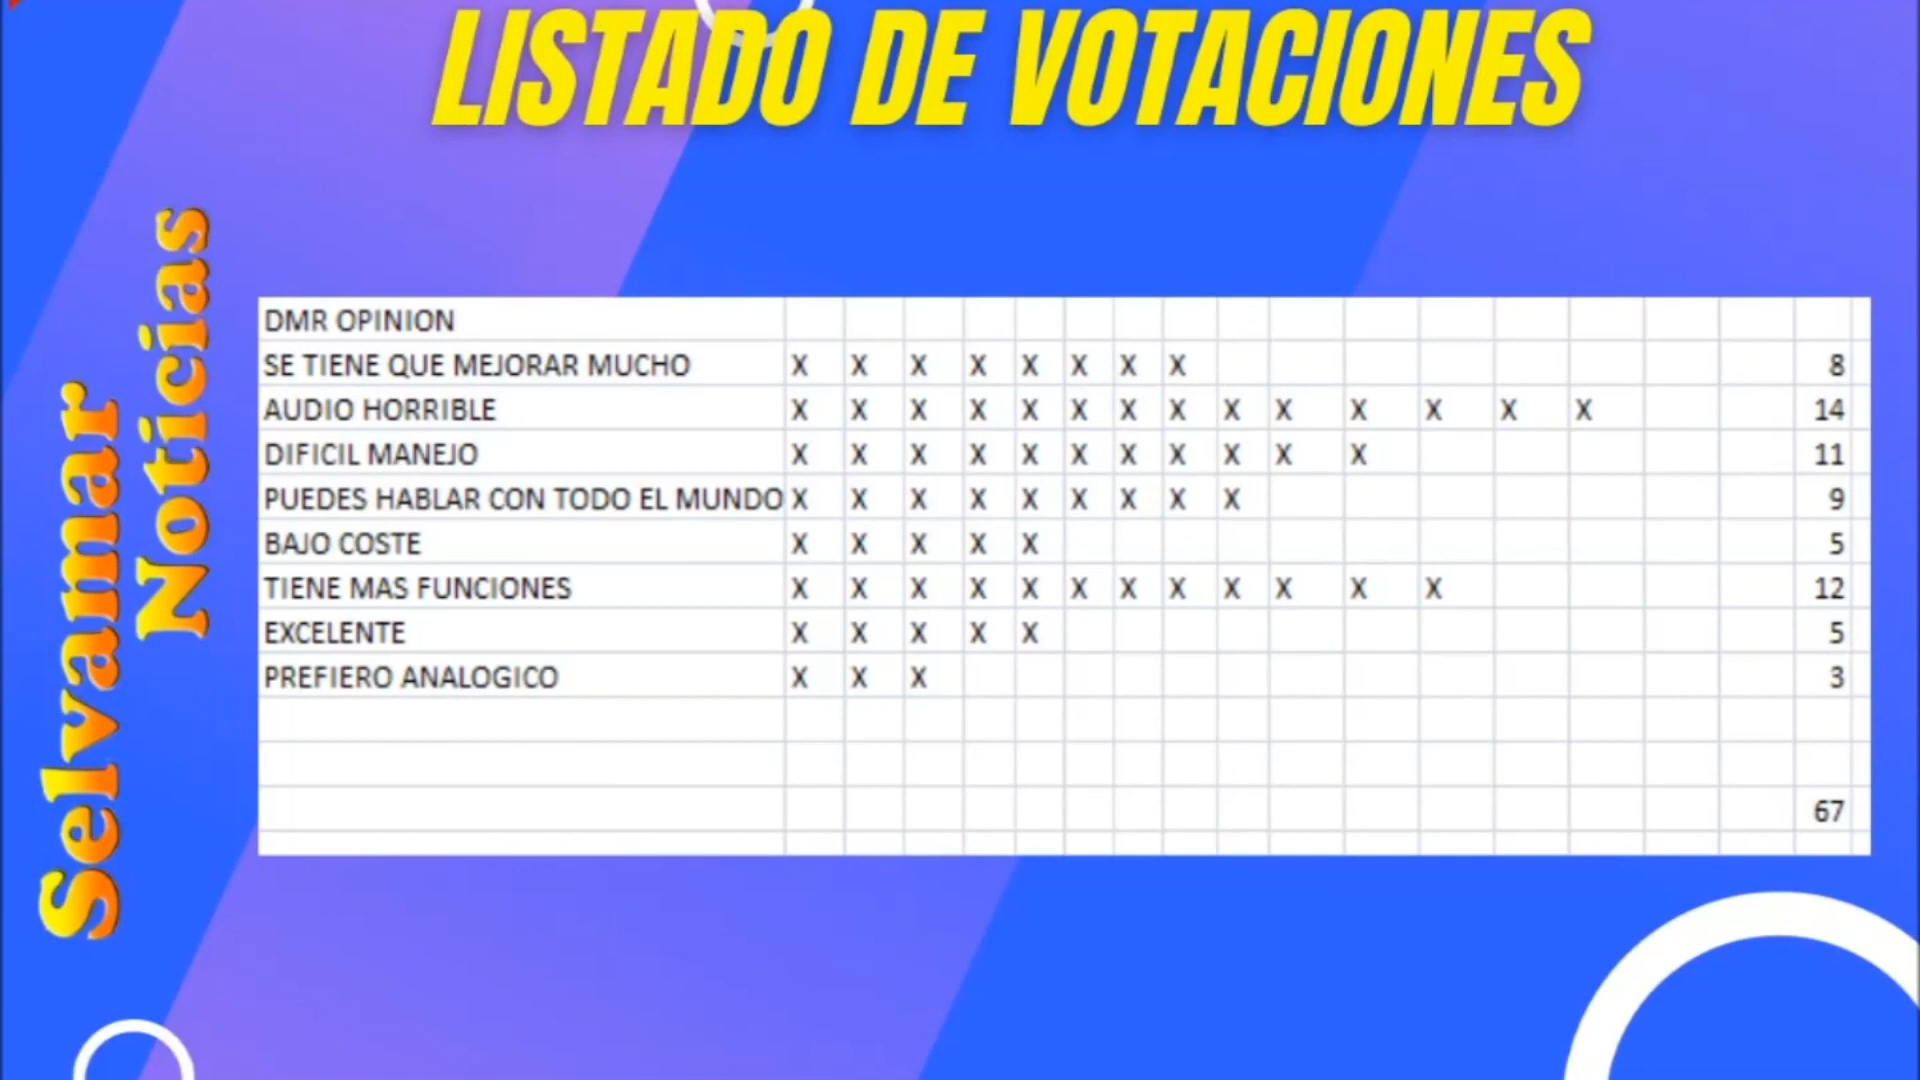 LISTADO DE VOTACIONES
Selvamar
Noticias
DMR OPINION
SE TIENE QUE MEJORAR MUCHO X X X X X X X X 8
AUDIO HORRIBLE X X X X X X X X X X X X X X 14
DIFICIL MANEJO X X X X X X X X X X X 11
PUEDES HABLAR CON TODO EL MUNDO X X X X X X X X X 9
BAJO COSTE X X X X X 5
TIENE MAS FUNCIONES X X X X X X X X X X X X 12
EXCELENTE X X X X X 5
PREFIERO ANALOGICO X X X 3
67